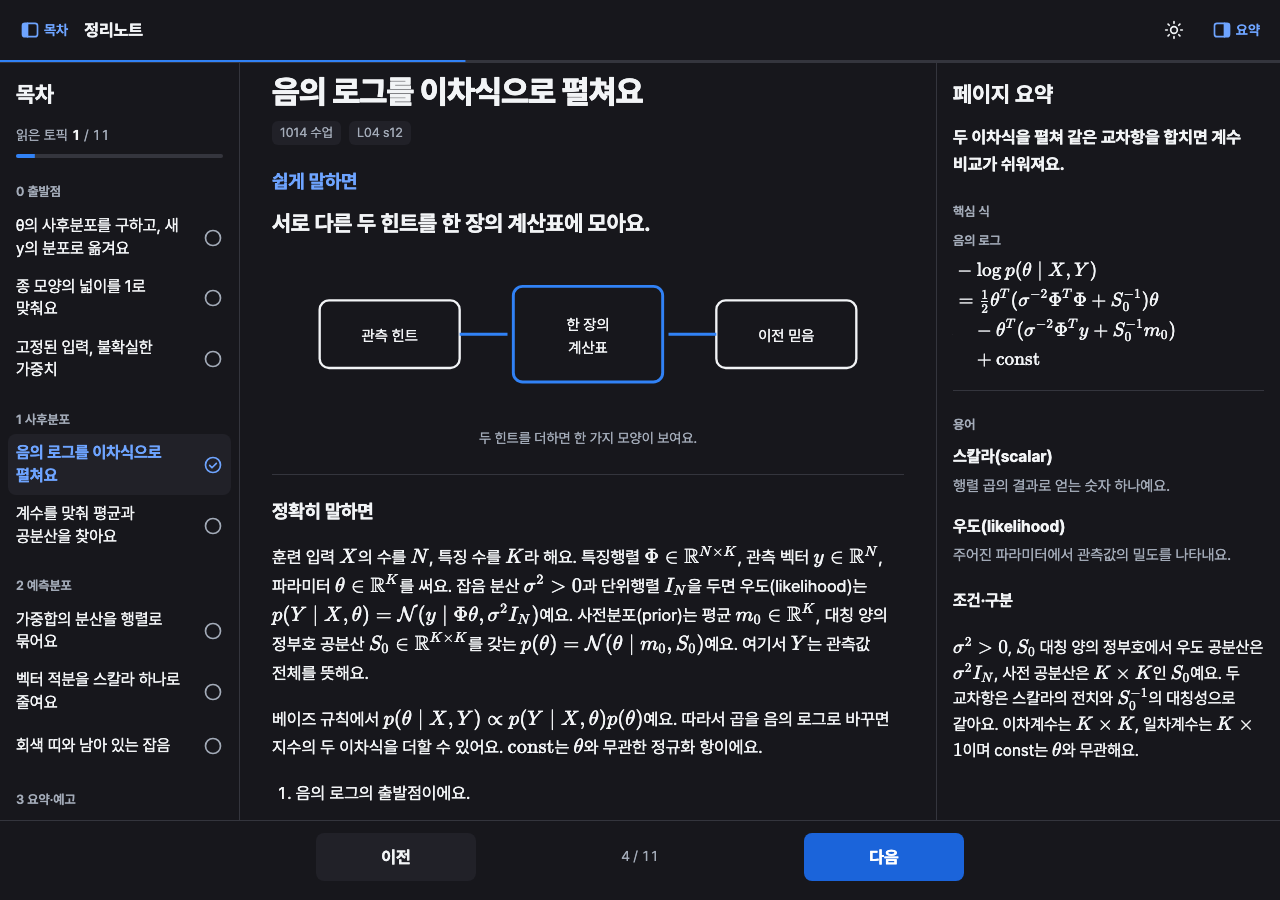 목차 정리노트 요약
목차
읽은 토픽 1 / 11
0 출발점
θ의 사후분포를 구하고, 새
y의 분포로 옮겨요
종 모양의 넓이를 1로
맞춰요
고정된 입력, 불확실한
가중치
1 사후분포
음의 로그를 이차식으로
펼쳐요
계수를 맞춰 평균과
공분산을 찾아요
2 예측분포
가중합의 분산을 행렬로
묶어요
벡터 적분을 스칼라 하나로
줄여요
회색 띠와 남아 있는 잡음
3 요약·예고
음의 로그를 이차식으로 펼쳐요
1014 수업 L04 s12
쉽게 말하면
서로 다른 두 힌트를 한 장의 계산표에 모아요.
관측 힌트
한 장의
계산표
이전 믿음
두 힌트를 더하면 한 가지 모양이 보여요.
정확히 말하면
훈련 입력 X의 수를 N, 특징 수를 K라 해요. 특징행렬 Φ ∈ ℝ^{N×K}, 관측 벡터 y ∈ ℝ^N,
파라미터 θ ∈ ℝ^K를 써요. 잡음 분산 σ² > 0과 단위행렬 I_N을 두면 우도(likelihood)는
p(Y | X, θ) = 𝒩(y | Φθ, σ²I_N)예요. 사전분포(prior)는 평균 m₀ ∈ ℝ^K, 대칭 양의
정부호 공분산 S₀ ∈ ℝ^{K×K}를 갖는 p(θ) = 𝒩(θ | m₀, S₀)예요. 여기서 Y는 관측값
전체를 뜻해요.
베이즈 규칙에서 p(θ | X, Y) ∝ p(Y | X, θ)p(θ)예요. 따라서 곱을 음의 로그로 바꾸면
지수의 두 이차식을 더할 수 있어요. const는 θ와 무관한 정규화 항이에요.
1. 음의 로그의 출발점이에요.
페이지 요약
두 이차식을 펼쳐 같은 교차항을 합치면 계수
비교가 쉬워져요.
핵심 식
음의 로그
− log p(θ | X, Y)
= ½θ^T(σ^{−2}Φ^TΦ + S₀^{−1})θ
− θ^T(σ^{−2}Φ^Ty + S₀^{−1}m₀)
+ const
용어
스칼라(scalar)
행렬 곱의 결과로 얻는 숫자 하나예요.
우도(likelihood)
주어진 파라미터에서 관측값의 밀도를 나타내요.
조건·구분
σ² > 0, S₀ 대칭 양의 정부호에서 우도 공분산은
σ²I_N, 사전 공분산은 K × K인 S₀예요. 두
교차항은 스칼라의 전치와 S₀^{−1}의 대칭성으로
같아요. 이차계수는 K × K, 일차계수는 K ×
1이며 const는 θ와 무관해요.
이전 4 / 11 다음